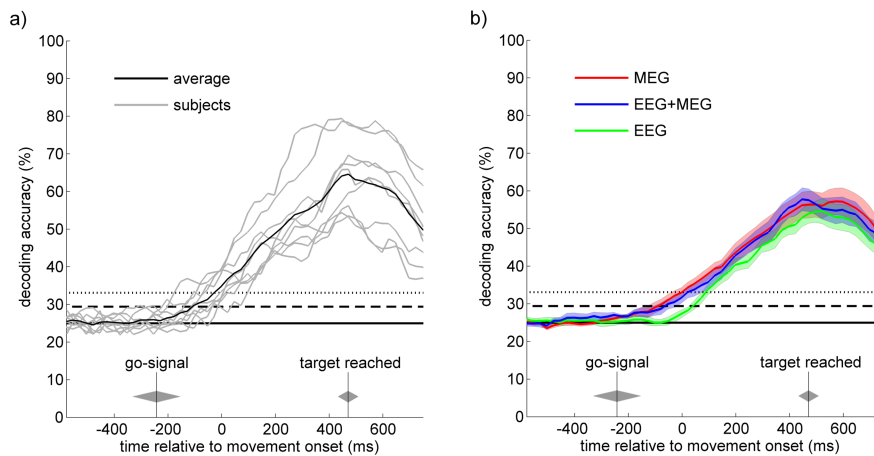 a)
decoding accuracy (%)
100
90
80
70
60
50
40
30
20
10
0
average
subjects
go-signal
target reached
-400
-200
0
200
400
600
time relative to movement onset (ms)
b)
decoding accuracy (%)
100
90
80
70
60
50
40
30
20
10
0
MEG
EEG+MEG
EEG
go-signal
target reached
-400
-200
0
200
400
600
time relative to movement onset (ms)